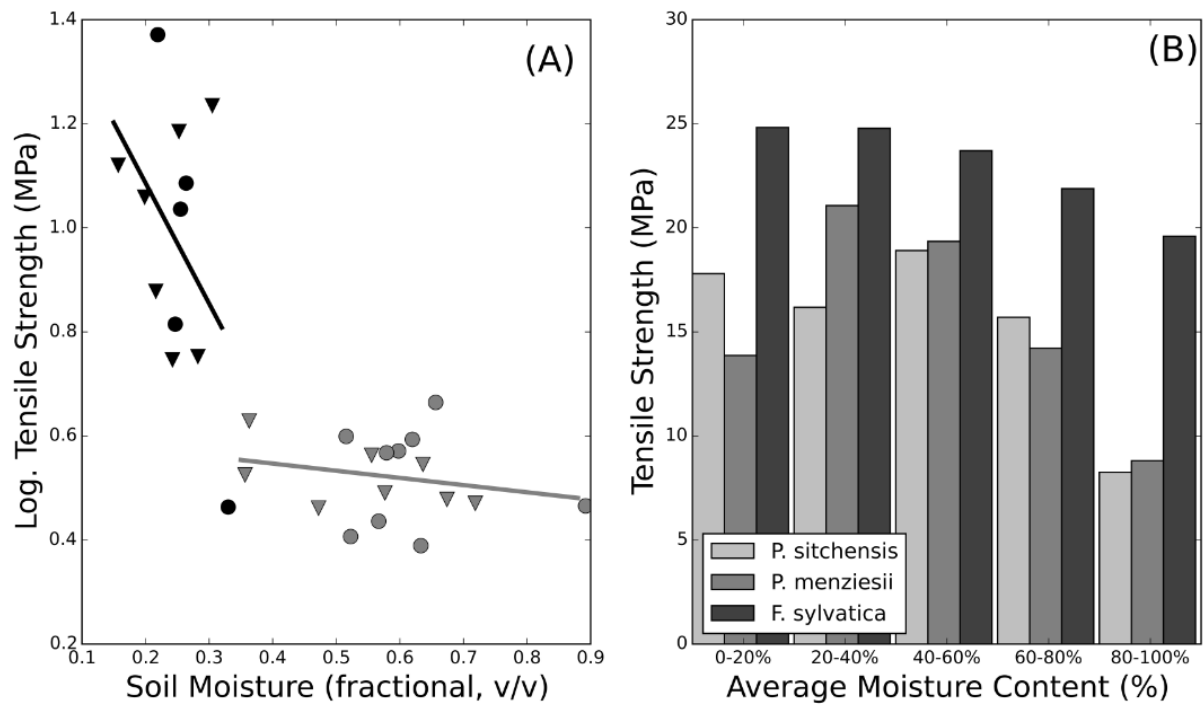 (A)
Log. Tensile Strength (MPa)
1.4
1.2
1.0
0.8
0.6
0.4
0.2
0.1 0.2 0.3 0.4 0.5 0.6 0.7 0.8 0.9
Soil Moisture (fractional, v/v)
(B)
Tensile Strength (MPa)
30
25
20
15
10
5
0
P. sitchensis
P. menziesii
F. sylvatica
0-20% 20-40% 40-60% 60-80% 80-100%
Average Moisture Content (%)